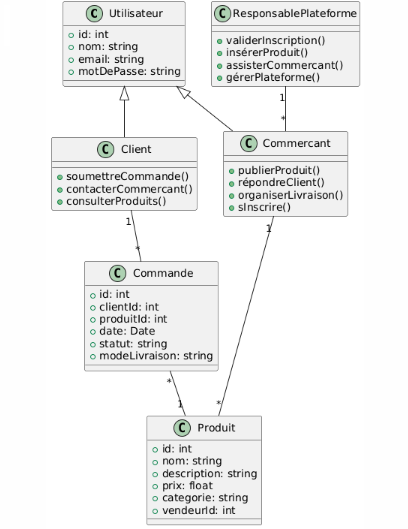 C Utilisateur
id: int
nom: string
email: string
motDePasse: string
C ResponsablePlateforme
validerInscription()
insérerProduit()
assisterCommercant()
gérerPlateforme()
1
*
C Client
soumettreCommande()
contacterCommercant()
consulterProduits()
C Commercant
publierProduit()
répondreClient()
organiserLivraison()
sInscrire()
1
*
1
*
C Commande
id: int
clientId: int
produitId: int
date: Date
statut: string
modeLivraison: string
*
1
C Produit
id: int
nom: string
description: string
prix: float
categorie: string
vendeurId: int